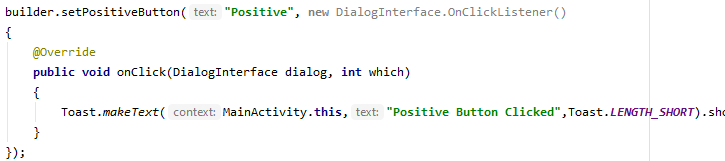 builder.setPositiveButton( text: "Positive", new DialogInterface.OnClickListener()
{
@Override
public void onClick(DialogInterface dialog, int which)
{
Toast.makeText( context: MainActivity.this, text: "Positive Button Clicked",Toast.LENGTH_SHORT).sho
}
});